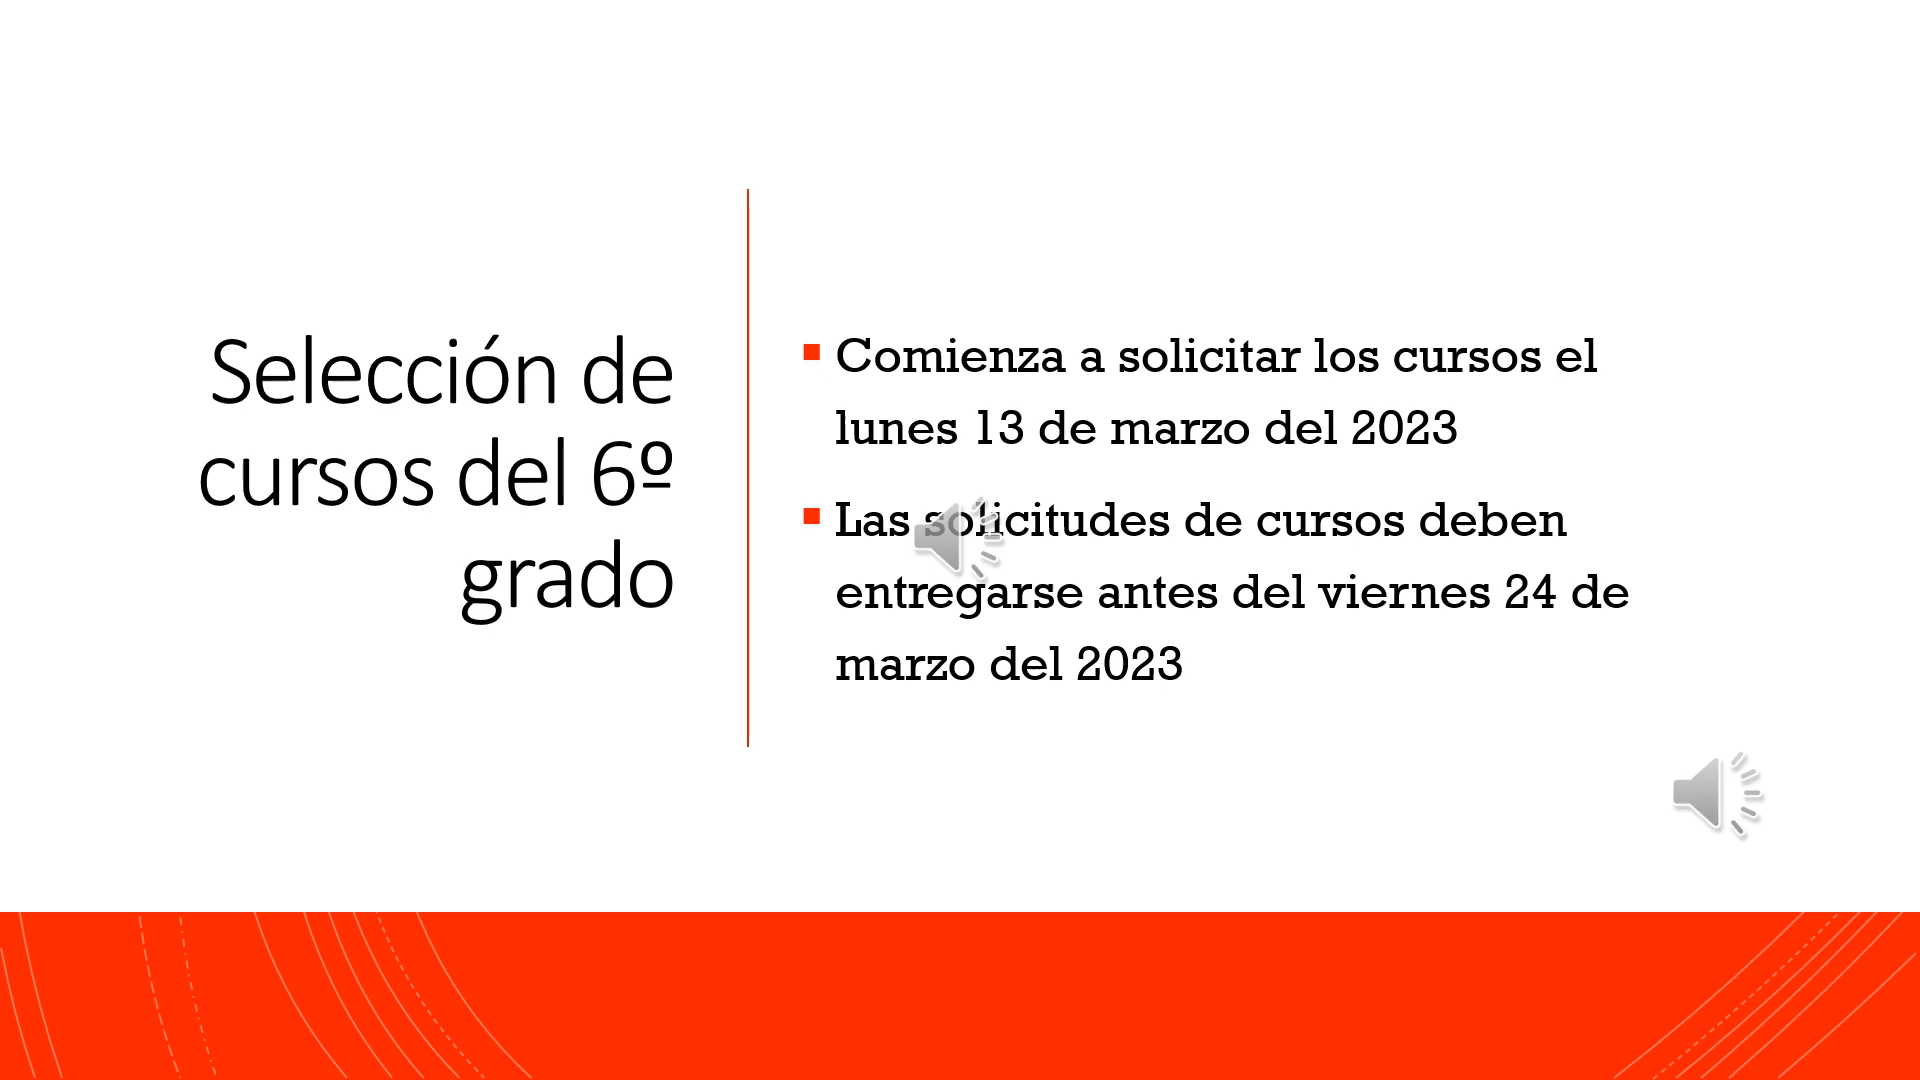 Selección de
cursos del 6º
grado
Comienza a solicitar los cursos el
lunes 13 de marzo del 2023
Las solicitudes de cursos deben
entregarse antes del viernes 24 de
marzo del 2023